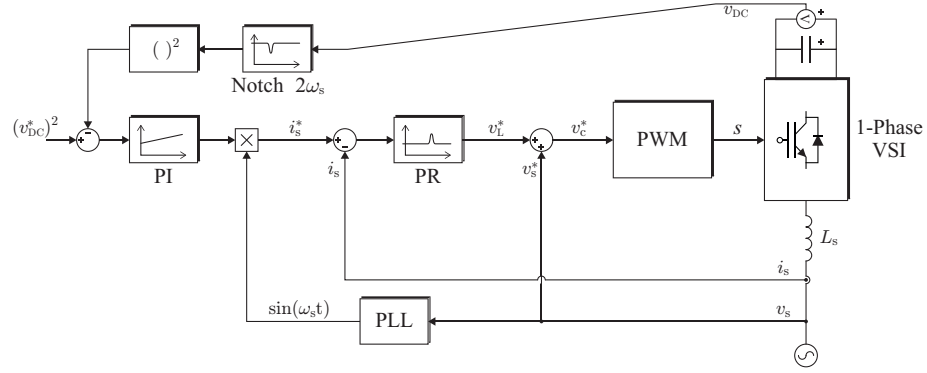 v_DC
V
( )²
Notch 2ω_s
(v*_DC)²
PI
×
i*_s
i_s
PR
v*_L
v*_s
v*_c
PWM
s
1-Phase
VSI
L_s
i_s
sin(ω_s t)
PLL
v_s